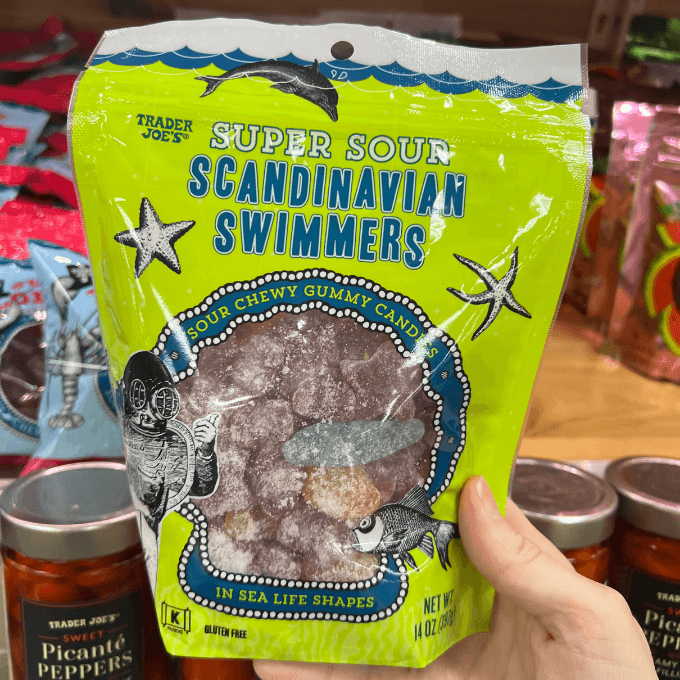 TRADER JOE'S®
SUPER SOUR
SCANDINAVIAN
SWIMMERS
SOUR CHEWY GUMMY CANDIES
IN SEA LIFE SHAPES
K
GLUTEN FREE
NET WT
14 OZ
TRADER JOE'S
SWEET
Picanté
PEPPERS